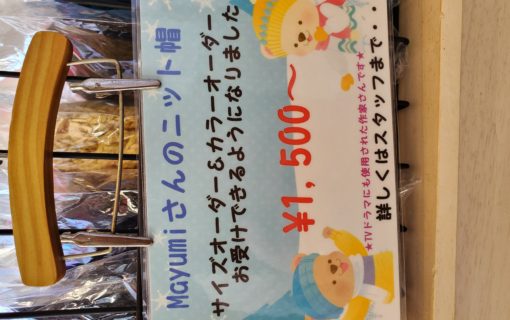 Mayumiさんのニット帽
サイズオーダー&カラーオーダー
お受けできるようになりました
¥1,500～
★TVドラマにも使用された作家さんです★
詳しくはスタッフまで・・